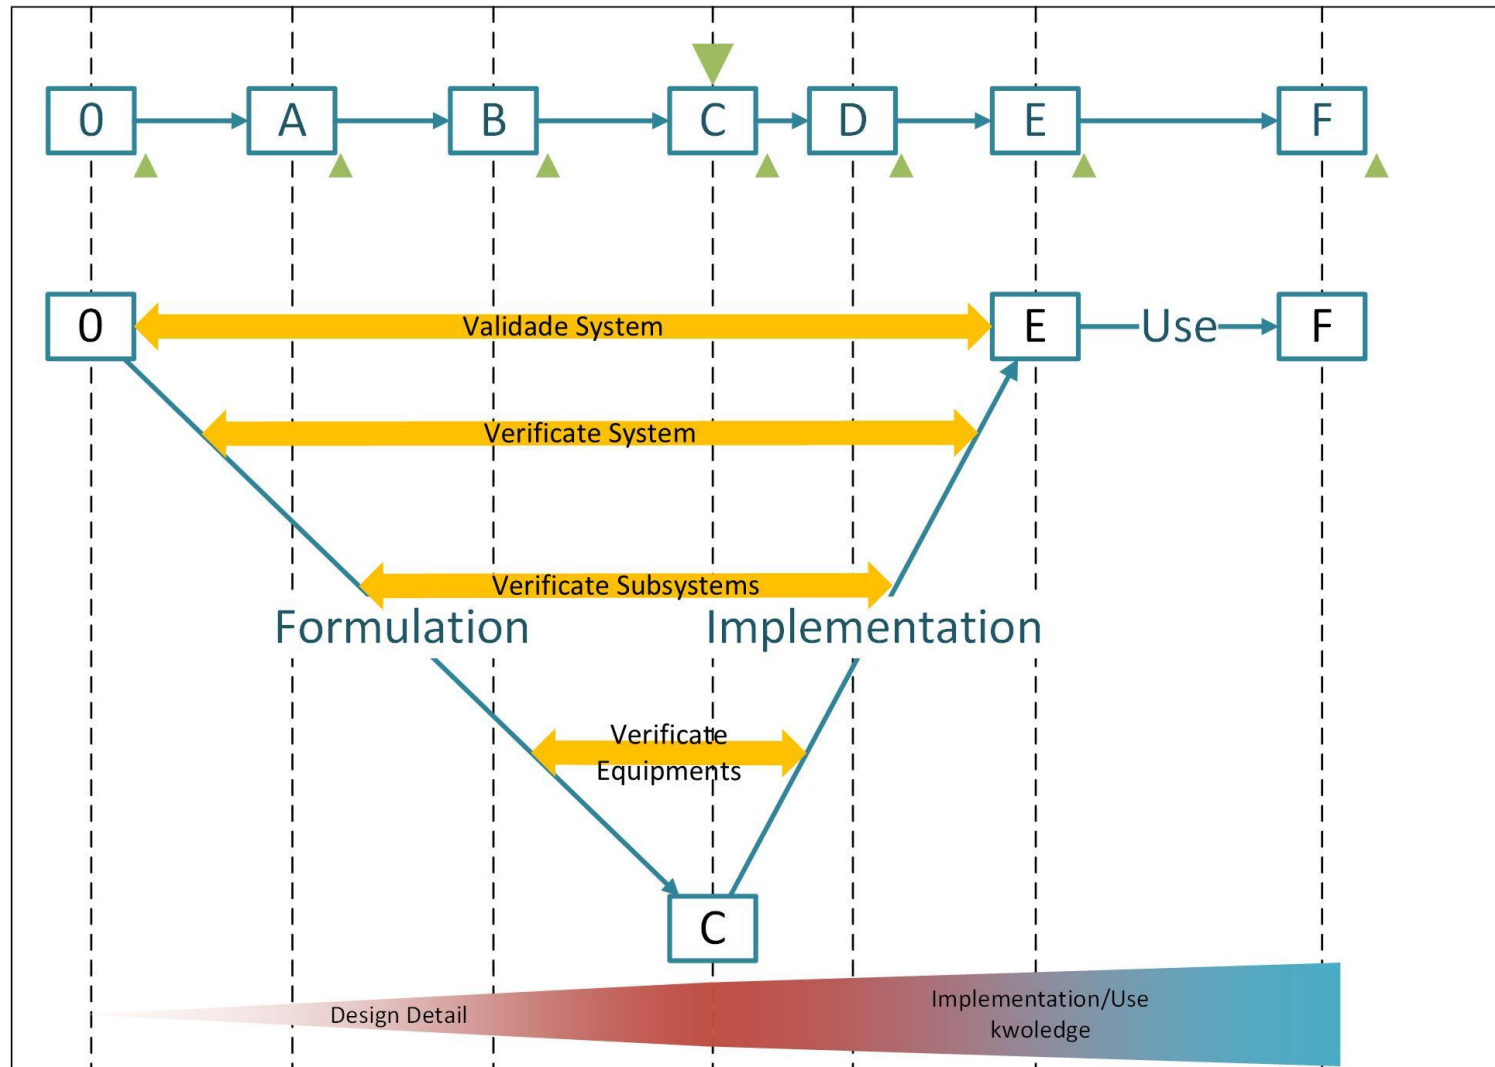 0 A B C D E F
0 Validade System E Use F
Verificate System
Verificate Subsystems
Formulation Implementation
Verificate
Equipments
C
Design Detail
Implementation/Use
kwoledge